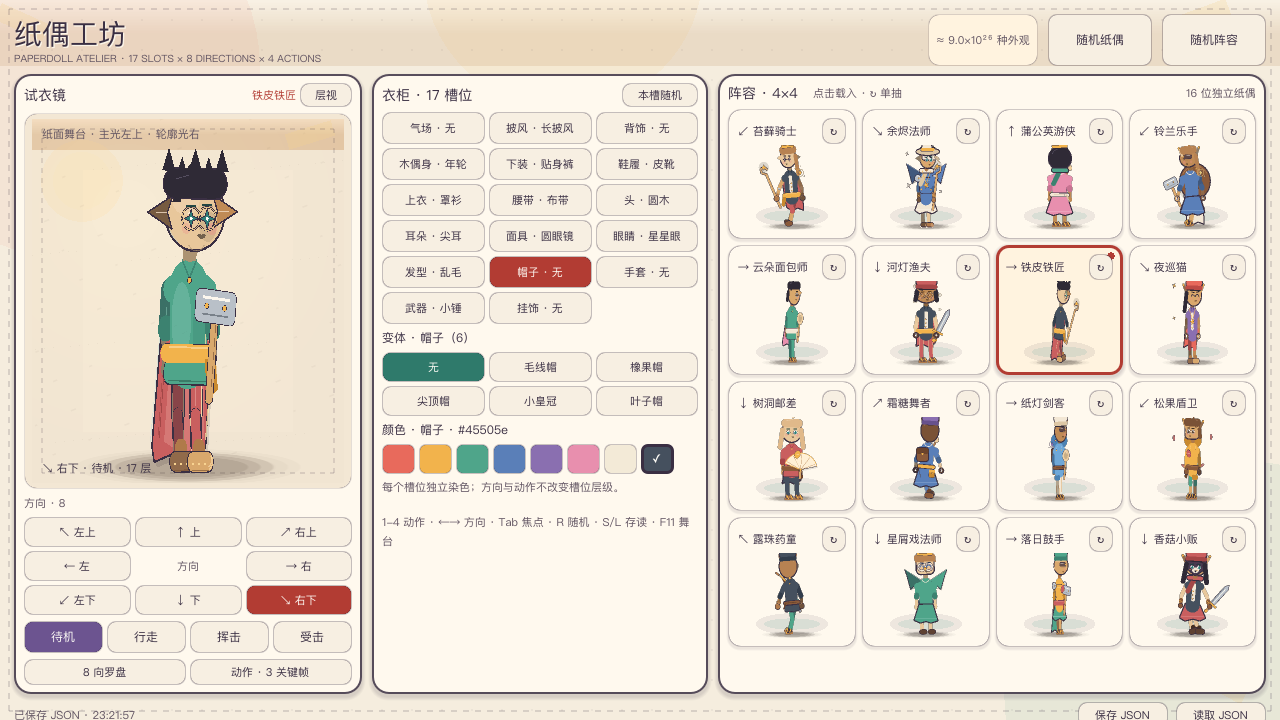 纸偶工坊
PAPERDOLL ATELIER · 17 SLOTS × 8 DIRECTIONS × 4 ACTIONS
≈ 9.0×10²⁶ 种外观
随机纸偶
随机阵容
试衣镜
铁皮铁匠
层视
纸面舞台 · 主光左上 · 轮廓光右
↘ 右下 · 待机 · 17 层
方向 · 8
↖ 左上
↑ 上
↗ 右上
← 左
方向
→ 右
↙ 左下
↓ 下
↘ 右下
待机
行走
挥击
受击
8 向罗盘
动作 · 3 关键帧
衣柜 · 17 槽位
本槽随机
气场 · 无
披风 · 长披风
背饰 · 无
木偶身 · 年轮
下装 · 贴身裤
鞋履 · 皮靴
上衣 · 罩衫
腰带 · 布带
头 · 圆木
耳朵 · 尖耳
面具 · 圆眼镜
眼睛 · 星星眼
发型 · 乱毛
帽子 · 无
手套 · 无
武器 · 小锤
挂饰 · 无
变体 · 帽子（6）
无
毛线帽
橡果帽
尖顶帽
小皇冠
叶子帽
颜色 · 帽子 · #45505e
✓
每个槽位独立染色；方向与动作不改变槽位层级。
1–4 动作 · ←→ 方向 · Tab 焦点 · R 随机 · S/L 存读 · F11 舞
台
阵容 · 4×4
点击载入 · ↻ 单抽
16 位独立纸偶
↙ 苔藓骑士 ↻
↘ 余烬法师 ↻
↑ 蒲公英游侠 ↻
↙ 铃兰乐手 ↻
→ 云朵面包师 ↻
↓ 河灯渔夫 ↻
→ 铁皮铁匠 ↻
↘ 夜巡猫 ↻
↓ 树洞邮差 ↻
↗ 霜糖舞者 ↻
→ 纸灯剑客 ↻
↙ 松果盾卫 ↻
↖ 露珠药童 ↻
↓ 星屑戏法师 ↻
→ 落日鼓手 ↻
↓ 香菇小贩 ↻
已保存 JSON · 23:21:57
保存 JSON
读取 JSON